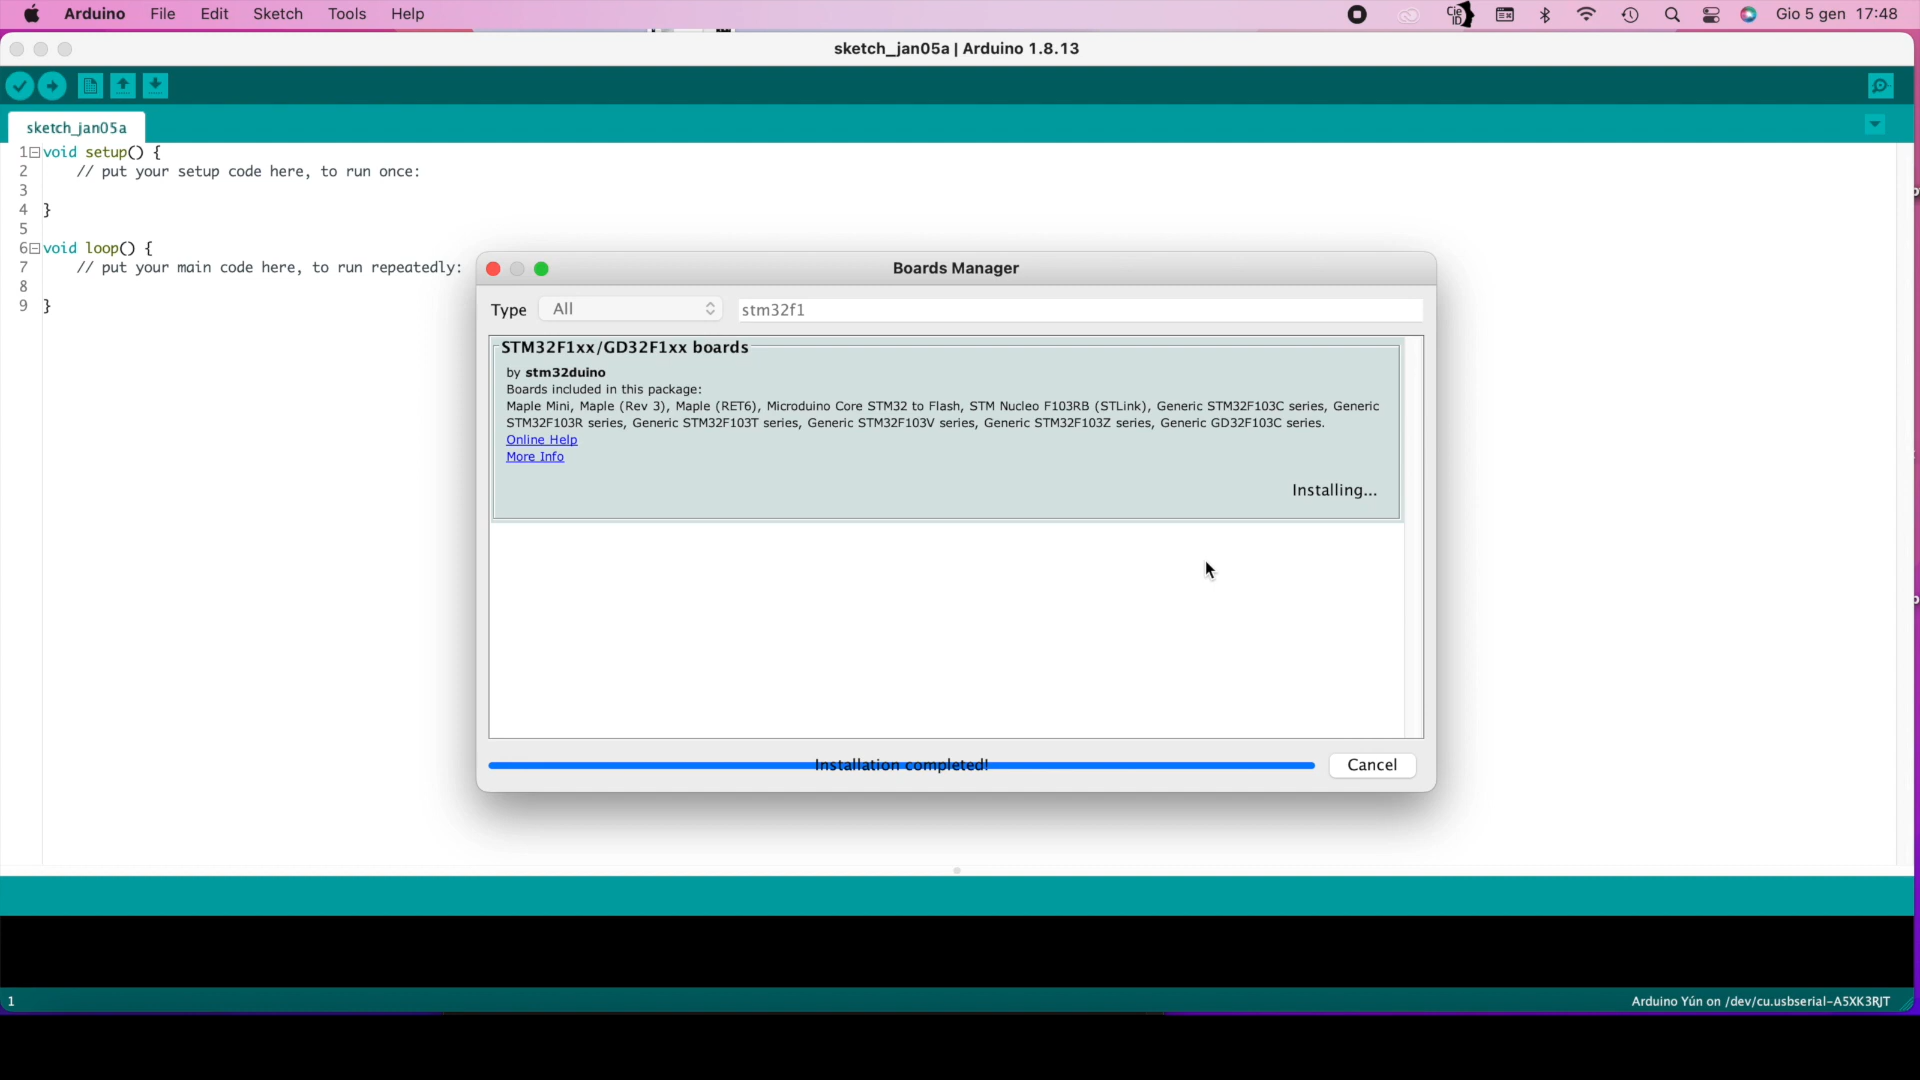 Arduino File Edit Sketch Tools Help Cie ID Gio 5 gen 17:48
sketch_jan05a | Arduino 1.8.13
sketch_jan05a
1 void setup() {
2 // put your setup code here, to run once:
3
4 }
5
6 void loop() {
7 // put your main code here, to run repeatedly:
8
9 }
Boards Manager
Type All stm32f1
STM32F1xx/GD32F1xx boards
by stm32duino
Boards included in this package:
Maple Mini, Maple (Rev 3), Maple (RET6), Microduino Core STM32 to Flash, STM Nucleo F103RB (STLink), Generic STM32F103C series, Generic
STM32F103R series, Generic STM32F103T series, Generic STM32F103V series, Generic STM32F103Z series, Generic GD32F103C series.
Online Help
More Info
Installing...
Installation completed!
Cancel
1 Arduino Yún on /dev/cu.usbserial-A5XK3RJT